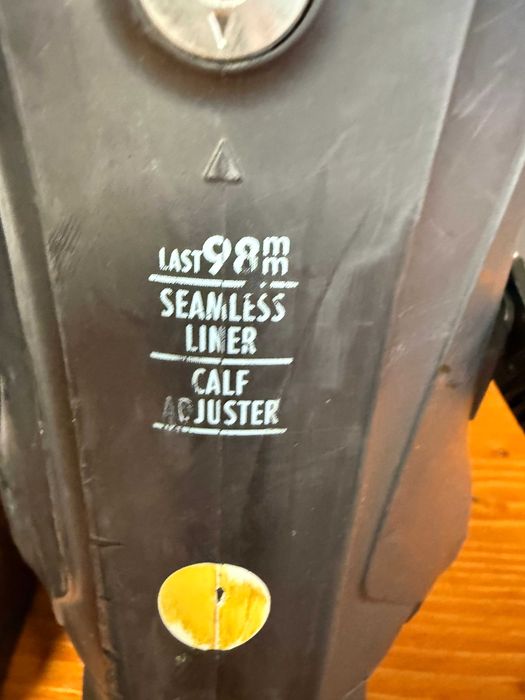 LAST 98mm
SEAMLESS
LINER
CALF
ADJUSTER